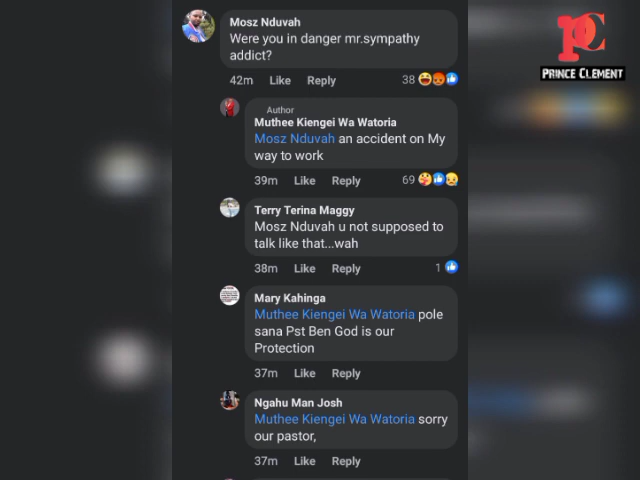 Mosz Nduvah
Were you in danger mr.sympathy
addict?
42m Like Reply 38
Author
Muthee Kiengei Wa Watoria
Mosz Nduvah an accident on My
way to work
39m Like Reply 69
Terry Terina Maggy
Mosz Nduvah u not supposed to
talk like that...wah
38m Like Reply 1
Mary Kahinga
Muthee Kiengei Wa Watoria pole
sana Pst Ben God is our
Protection
37m Like Reply
Ngahu Man Josh
Muthee Kiengei Wa Watoria sorry
our pastor,
37m Like Reply
PC
PRINCE CLEMENT